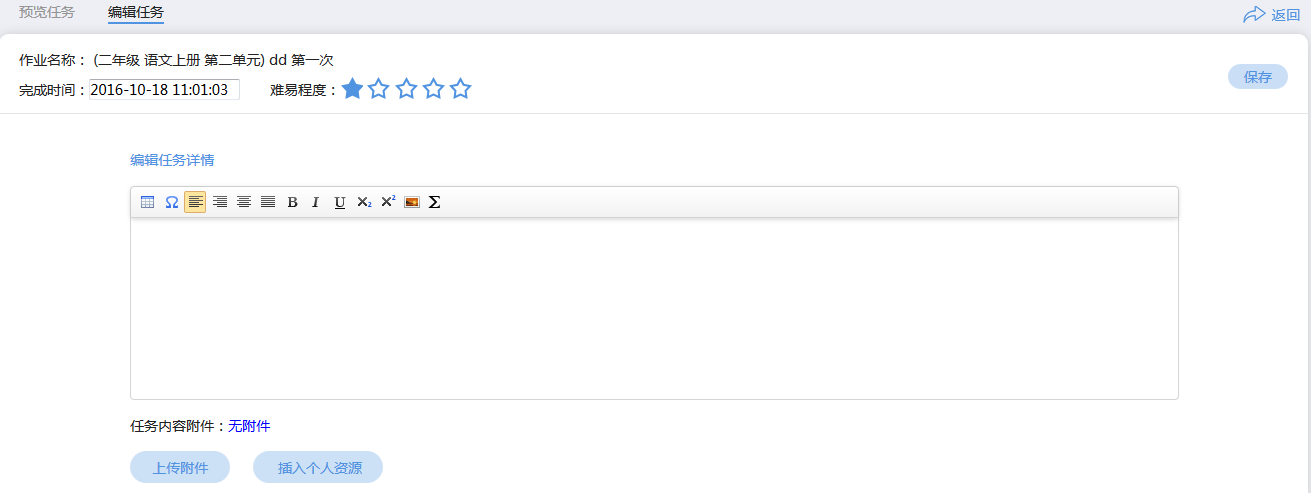 预览任务 编辑任务 返回
作业名称： (二年级 语文上册 第二单元) dd 第一次
完成时间：2016-10-18 11:01:03 难易程度：
保存
编辑任务详情
Ω B I U X₂ X² Σ
任务内容附件：无附件
上传附件 插入个人资源